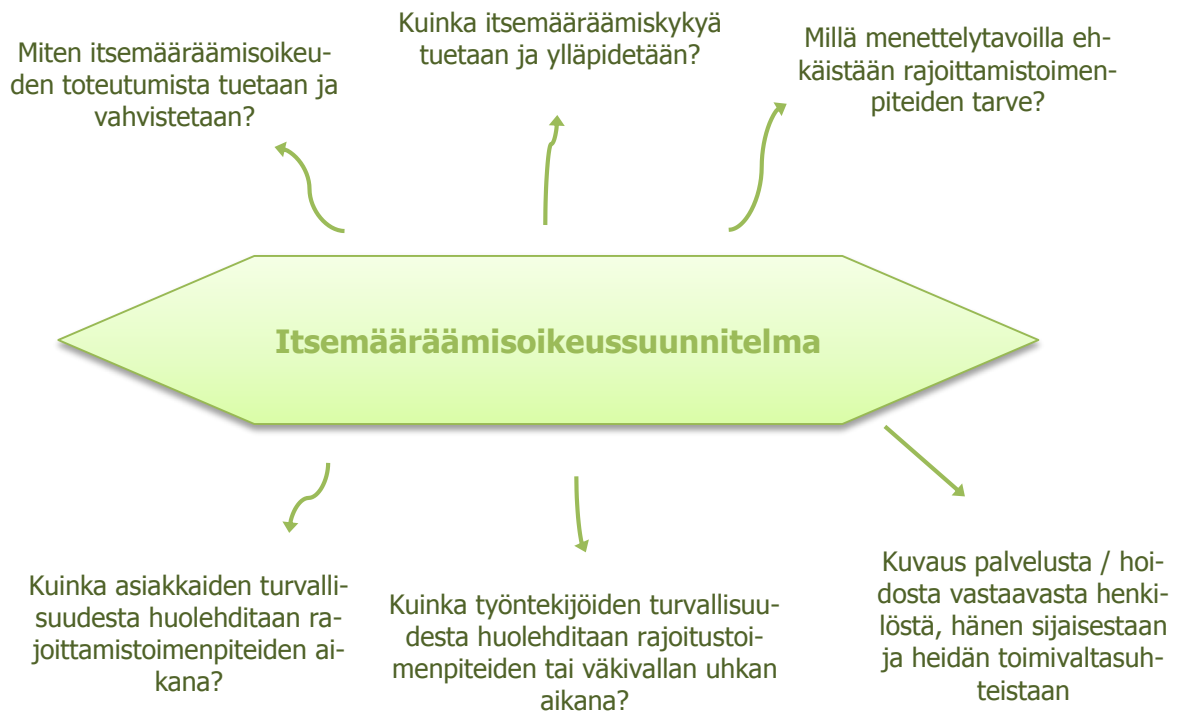 Miten itsemääräämisoikeu-
den toteutumista tuetaan ja
vahvistetaan?
Kuinka itsemääräämiskykyä
tuetaan ja ylläpidetään?
Millä menettelytavoilla eh-
käistään rajoittamistoimen-
piteiden tarve?
Itsemääräämisoikeussuunnitelma
Kuinka asiakkaiden turvalli-
suudesta huolehditaan ra-
joittamistoimenpiteiden ai-
kana?
Kuinka työntekijöiden turvallisuu-
desta huolehditaan rajoitustoi-
menpiteiden tai väkivallan uhkan
aikana?
Kuvaus palvelusta / hoi-
dosta vastaavasta henki-
löstä, hänen sijaisestaan
ja heidän toimivaltasuh-
teistaan